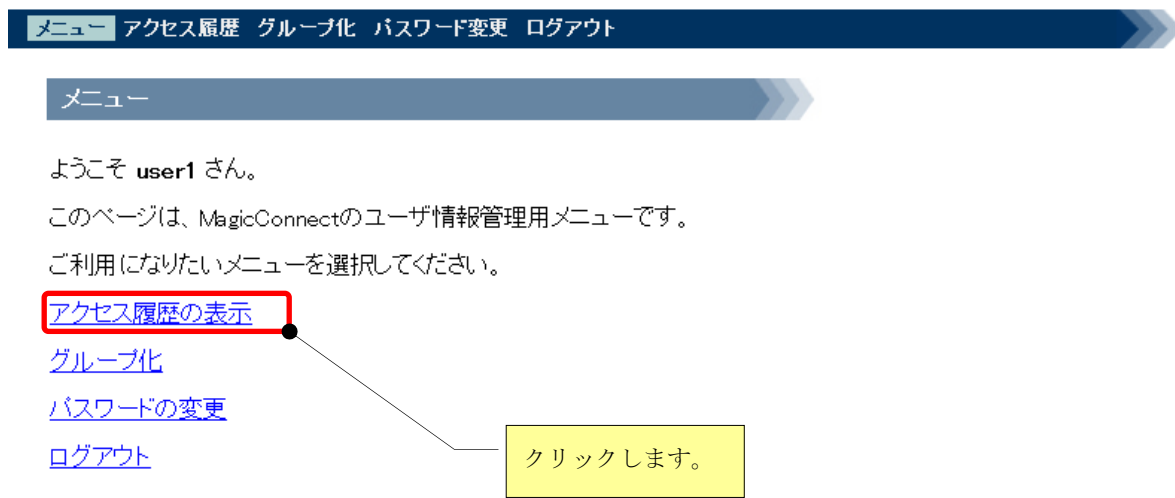 メニュー アクセス履歴 グループ化 パスワード変更 ログアウト
メニュー
ようこそ user1 さん。
このページは、MagicConnectのユーザ情報管理用メニューです。
ご利用になりたいメニューを選択してください。
アクセス履歴の表示
グループ化
パスワードの変更
ログアウト
クリックします。